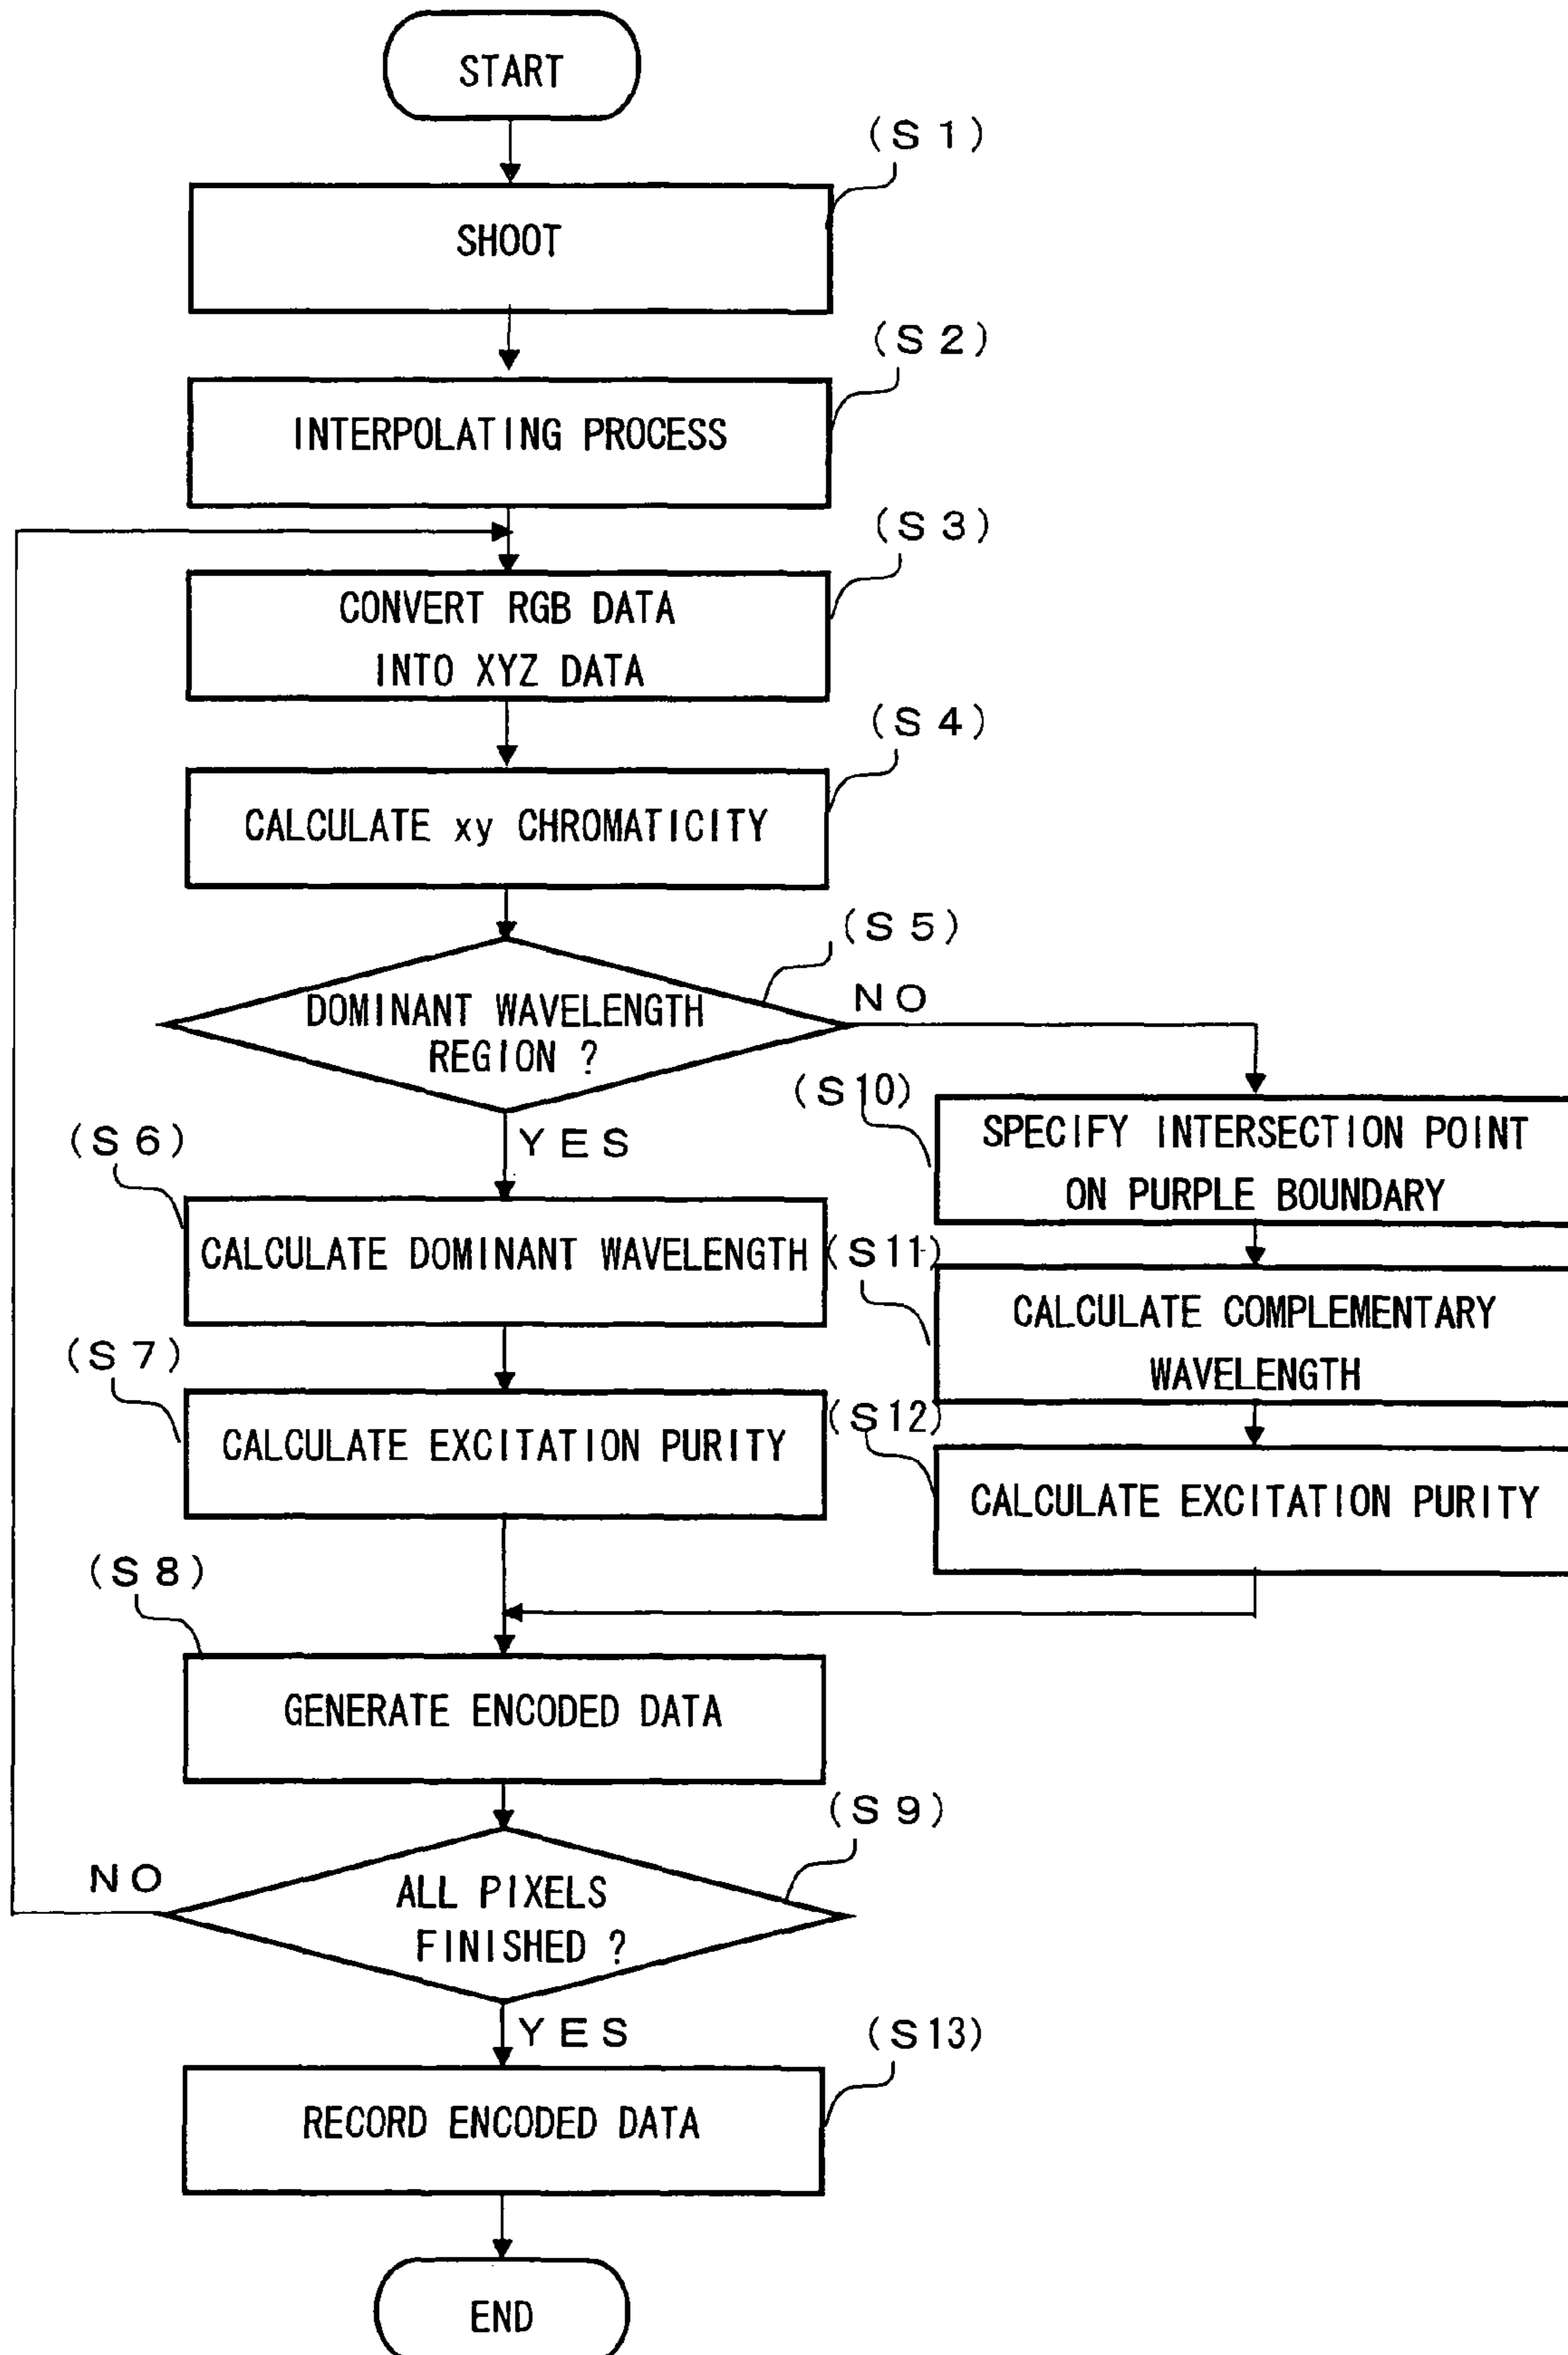 START
(S1)
SHOOT
(S2)
INTERPOLATING PROCESS
(S3)
CONVERT RGB DATA
INTO XYZ DATA
(S4)
CALCULATE xy CHROMATICITY
(S5)
DOMINANT WAVELENGTH
REGION ?
NO
YES
(S6)
CALCULATE DOMINANT WAVELENGTH
(S7)
CALCULATE EXCITATION PURITY
(S10)
SPECIFY INTERSECTION POINT
ON PURPLE BOUNDARY
(S11)
CALCULATE COMPLEMENTARY
WAVELENGTH
(S12)
CALCULATE EXCITATION PURITY
(S8)
GENERATE ENCODED DATA
(S9)
ALL PIXELS
FINISHED ?
NO
YES
(S13)
RECORD ENCODED DATA
END